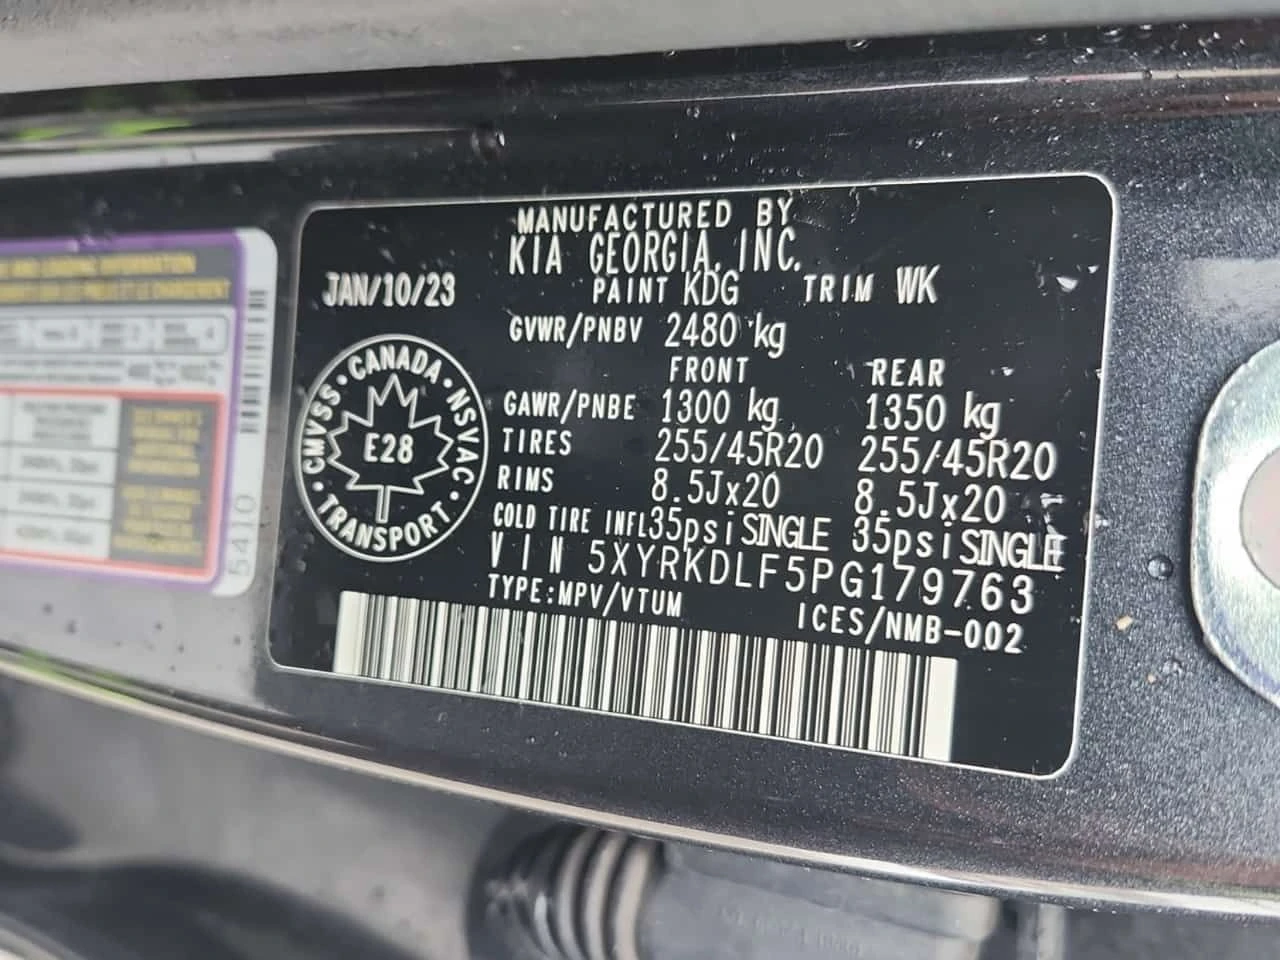 MANUFACTURED BY
KIA GEORGIA, INC.
JAN/10/23
PAINT KDG TRIM WK
GVWR/PNBV 2480 kg
FRONT REAR
GAWR/PNBE 1300 kg 1350 kg
TIRES 255/45R20 255/45R20
RIMS 8.5Jx20 8.5Jx20
COLD TIRE INFL 35psi SINGLE 35psi SINGLE
VIN 5XYRKDLF5PG179763
TYPE:MPV/VTUM ICES/NMB-002
CANADA · NSVAC · TRANSPORT · CMVSS ·
E28
5410